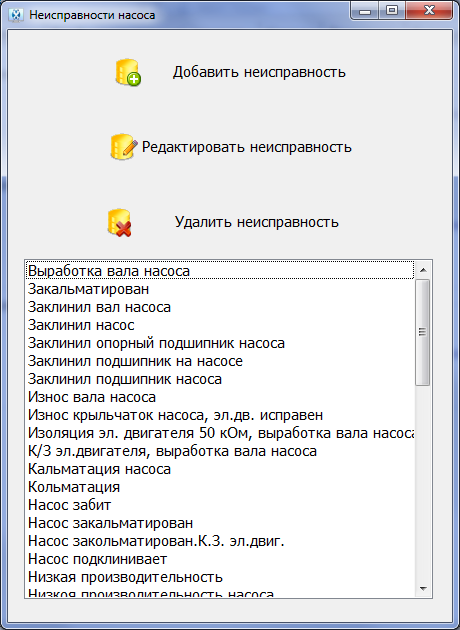 Неисправности насоса
Добавить неисправность
Редактировать неисправность
Удалить неисправность
Выработка вала насоса
Закальматирован
Заклинил вал насоса
Заклинил насос
Заклинил опорный подшипник насоса
Заклинил подшипник на насосе
Заклинил подшипник насоса
Износ вала насоса
Износ крыльчаток насоса, эл.дв. исправен
Изоляция эл. двигателя 50 кОм, выработка вала насоса
К/З эл.двигателя, выработка вала насоса
Кальматация насоса
Кольматация
Насос забит
Насос закальматирован
Насос закольматирован.К.З. эл.двиг.
Насос подклинивает
Низкая производительность
Низкоя производительность насоса